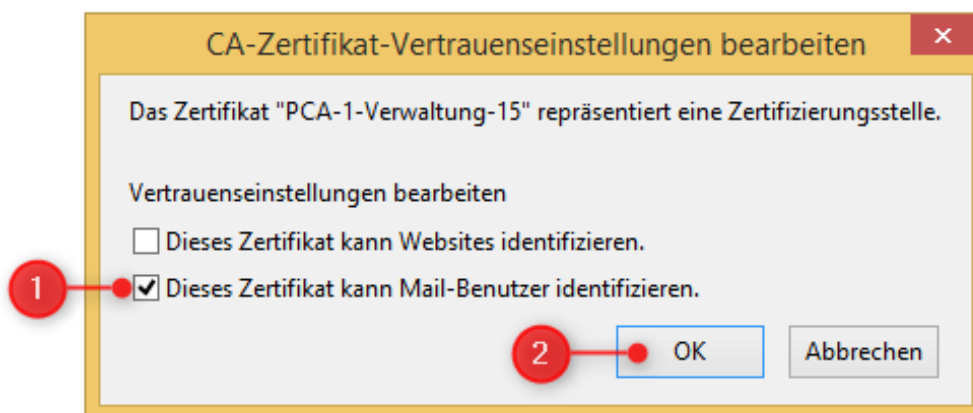 CA-Zertifikat-Vertrauenseinstellungen bearbeiten
×
Das Zertifikat "PCA-1-Verwaltung-15" repräsentiert eine Zertifizierungsstelle.
Vertrauenseinstellungen bearbeiten
Dieses Zertifikat kann Websites identifizieren.
1 Dieses Zertifikat kann Mail-Benutzer identifizieren.
2 OK Abbrechen